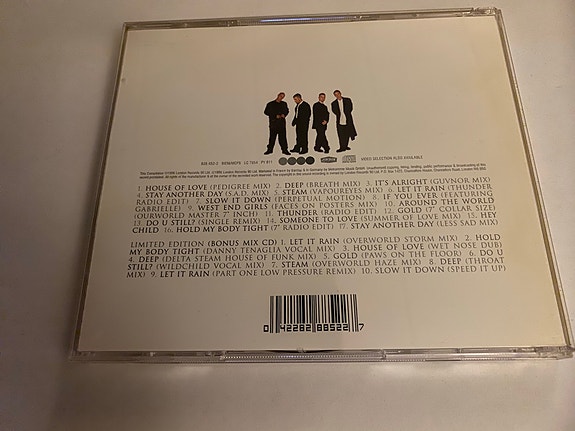 828 852-2 VIDEO SELECTION ALSO AVAILABLE
1. HOUSE OF LOVE (PEDIGREE MIX) 2. DEEP (BREATH MIX) 3. IT'S ALRIGHT (GUVNOR MIX)
4. STAY ANOTHER DAY (S.A.D. MIX) 5. STEAM (VAPOUREYES MIX) 6. LET IT RAIN (THUNDER
RADIO EDIT) 7. SLOW IT DOWN (PERPETUAL MOTION) 8. IF YOU EVER (FEATURING
GABRIELLE) 9. WEST END GIRLS (FACES ON POSTERS MIX) 10. AROUND THE WORLD
(OURWORLD MASTER 7" INCH) 11. THUNDER (RADIO EDIT) 12. GOLD (7" COLLAR SIZE)
13. DO U STILL? (SINGLE REMIX) 14. SOMEONE TO LOVE (SUMMER OF LOVE MIX) 15. HEY
CHILD 16. HOLD MY BODY TIGHT (7" RADIO EDIT) 17. STAY ANOTHER DAY (LESS SAD MIX)
LIMITED EDITION (BONUS MIX CD) 1. LET IT RAIN (OVERWORLD STORM MIX) 2. HOLD
MY BODY TIGHT (DANNY TENAGLIA VOCAL MIX) 3. HOUSE OF LOVE (WET NOSE DUB)
4. DEEP (DELTA STEAM HOUSE OF FUNK MIX) 5. GOLD (PAWS ON THE FLOOR) 6. DO U
STILL? (WILDCHILD VOCAL MIX) 7. STEAM (OVERWORLD HAZE MIX) 8. DEEP (THROAT
MIX) 9. LET IT RAIN (PART ONE LOW PRESSURE REMIX) 10. SLOW IT DOWN (SPEED IT UP)
0 42282 88522 7